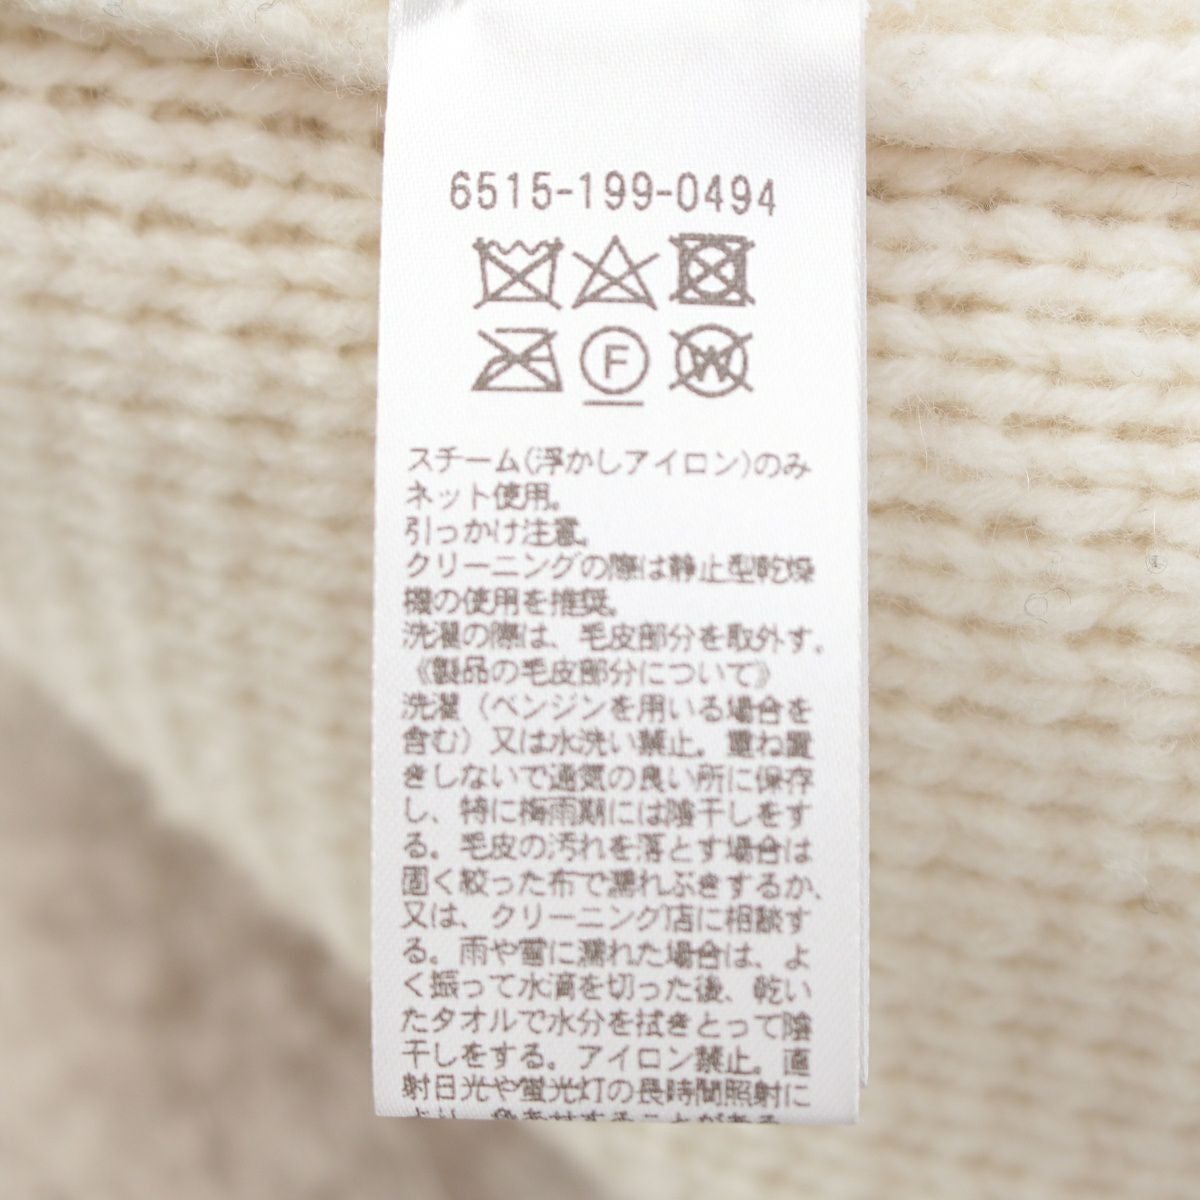 6515-199-0494
F
W
スチーム(浮かしアイロン)のみ
ネット使用。
引っかけ注意。
クリーニングの際は静止型乾燥
機の使用を推奨。
洗濯の際は、毛皮部分を取外す。
《製品の毛皮部分について》
洗濯(ベンジンを用いる場合を
含む)又は水洗い禁止。重ね置
きしないで通気の良い所に保存
し、特に梅雨期には陰干しをす
る。毛皮の汚れを落とす場合は
固く絞った布で濡れぶきするか、
又は、クリーニング店に相談す
る。雨や雪に濡れた場合は、よ
く振って水滴を切った後、乾い
たタオルで水分を拭きとって陰
干しをする。アイロン禁止。直
射日光や蛍光灯の長時間照射に
より、